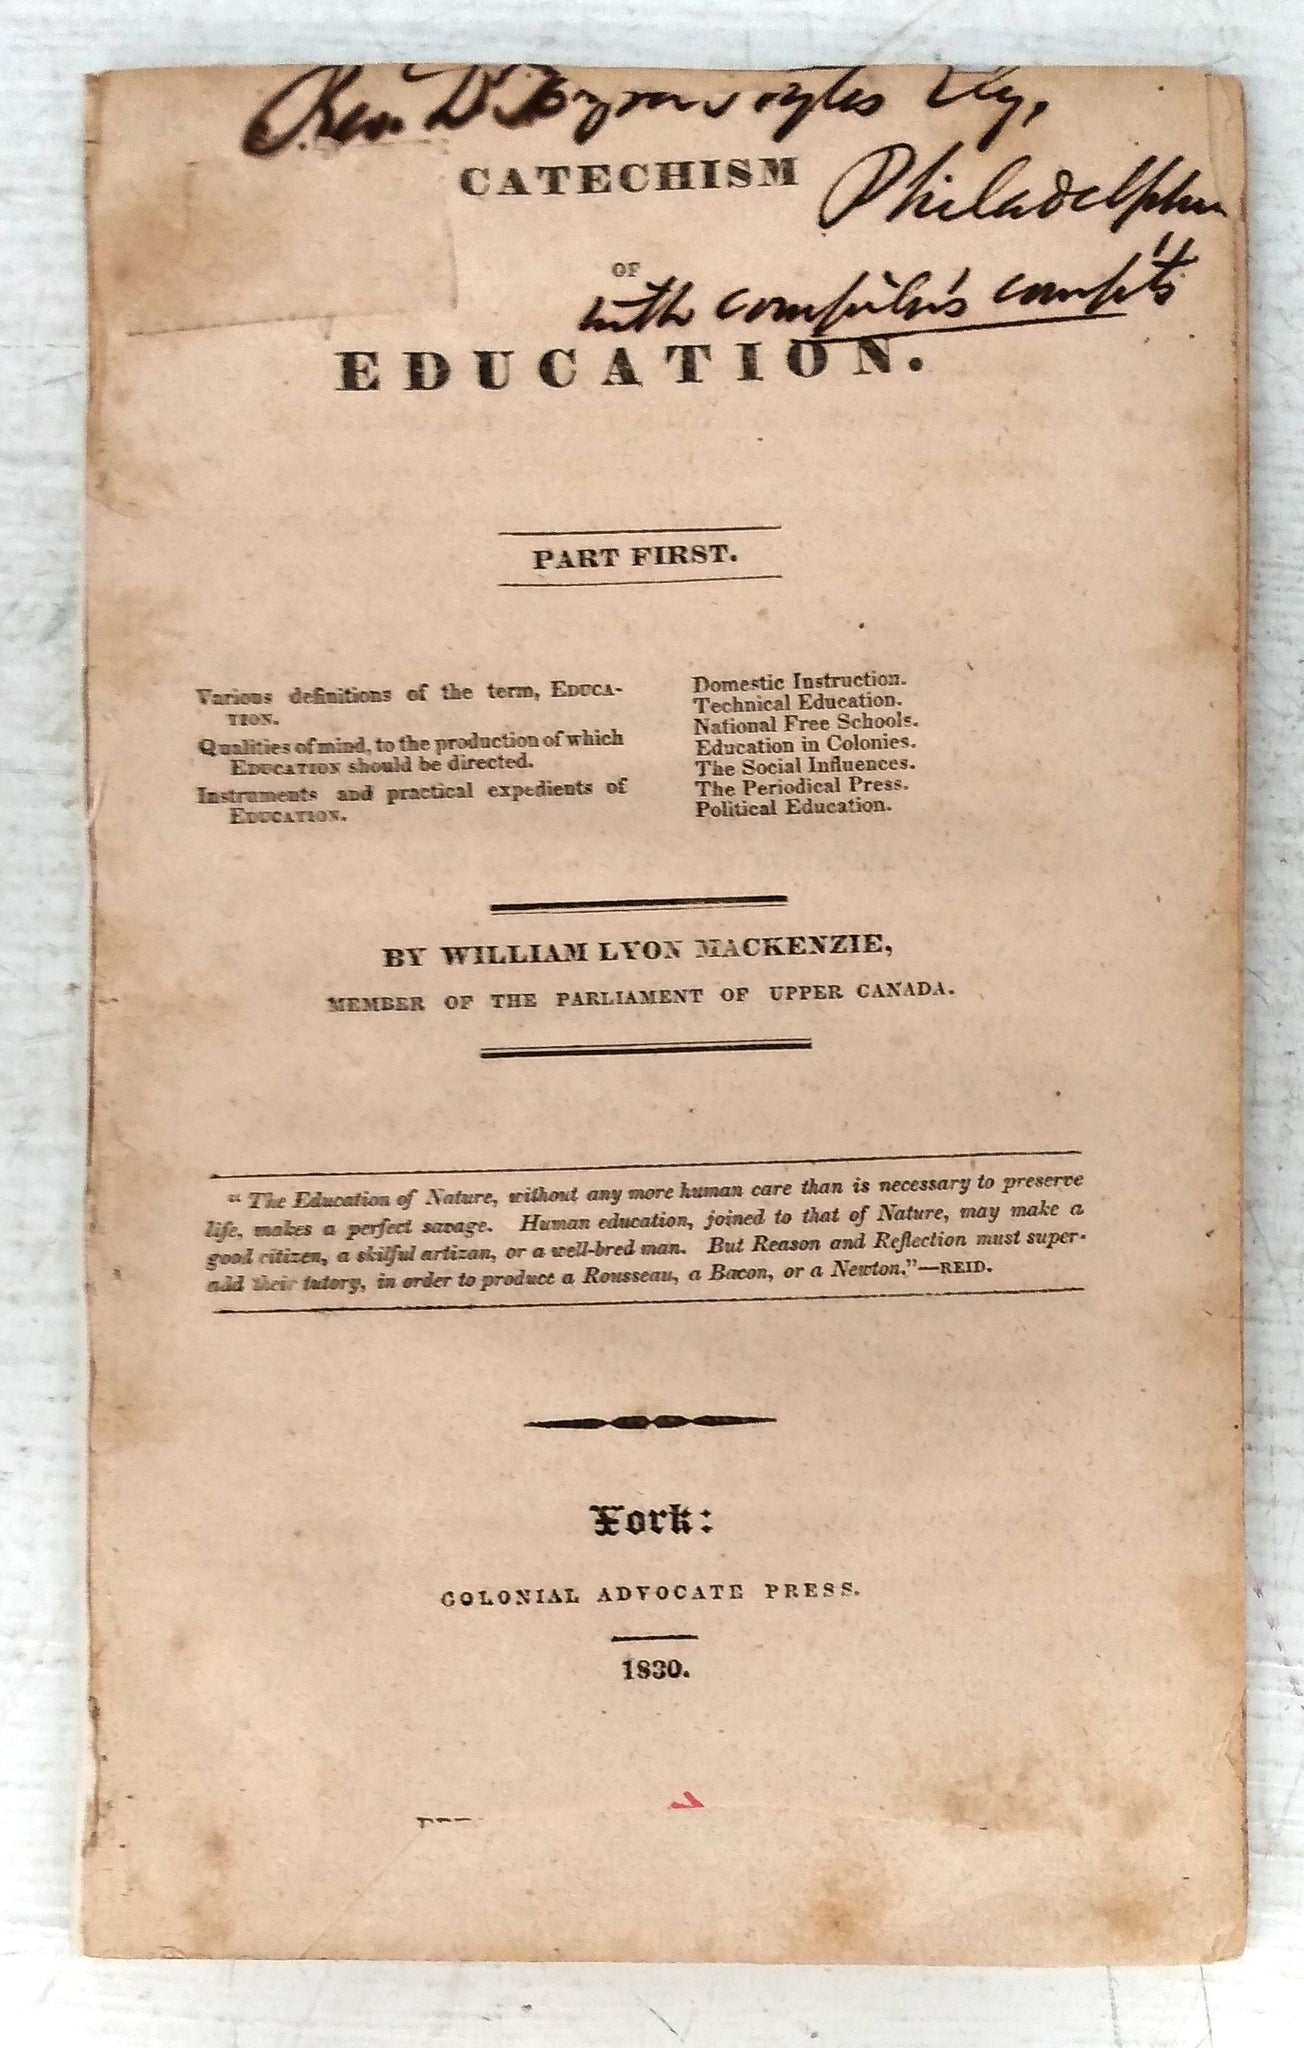 Rev. Dr
Philadelphia
with compiler's compts
CATECHISM
OF
EDUCATION.
PART FIRST.
Various definitions of the term, EDUCA-
TION.
Qualities of mind, to the production of which
EDUCATION should be directed.
Instruments and practical expedients of
EDUCATION.
Domestic Instruction.
Technical Education.
National Free Schools.
Education in Colonies.
The Social Influences.
The Periodical Press.
Political Education.
BY WILLIAM LYON MACKENZIE,
MEMBER OF THE PARLIAMENT OF UPPER CANADA.
"The Education of Nature, without any more human care than is necessary to preserve
life, makes a perfect savage. Human education, joined to that of Nature, may make a
good citizen, a skilful artizan, or a well-bred man. But Reason and Reflection must super-
add their tutory, in order to produce a Rousseau, a Bacon, or a Newton."—REID.
York:
COLONIAL ADVOCATE PRESS.
1830.